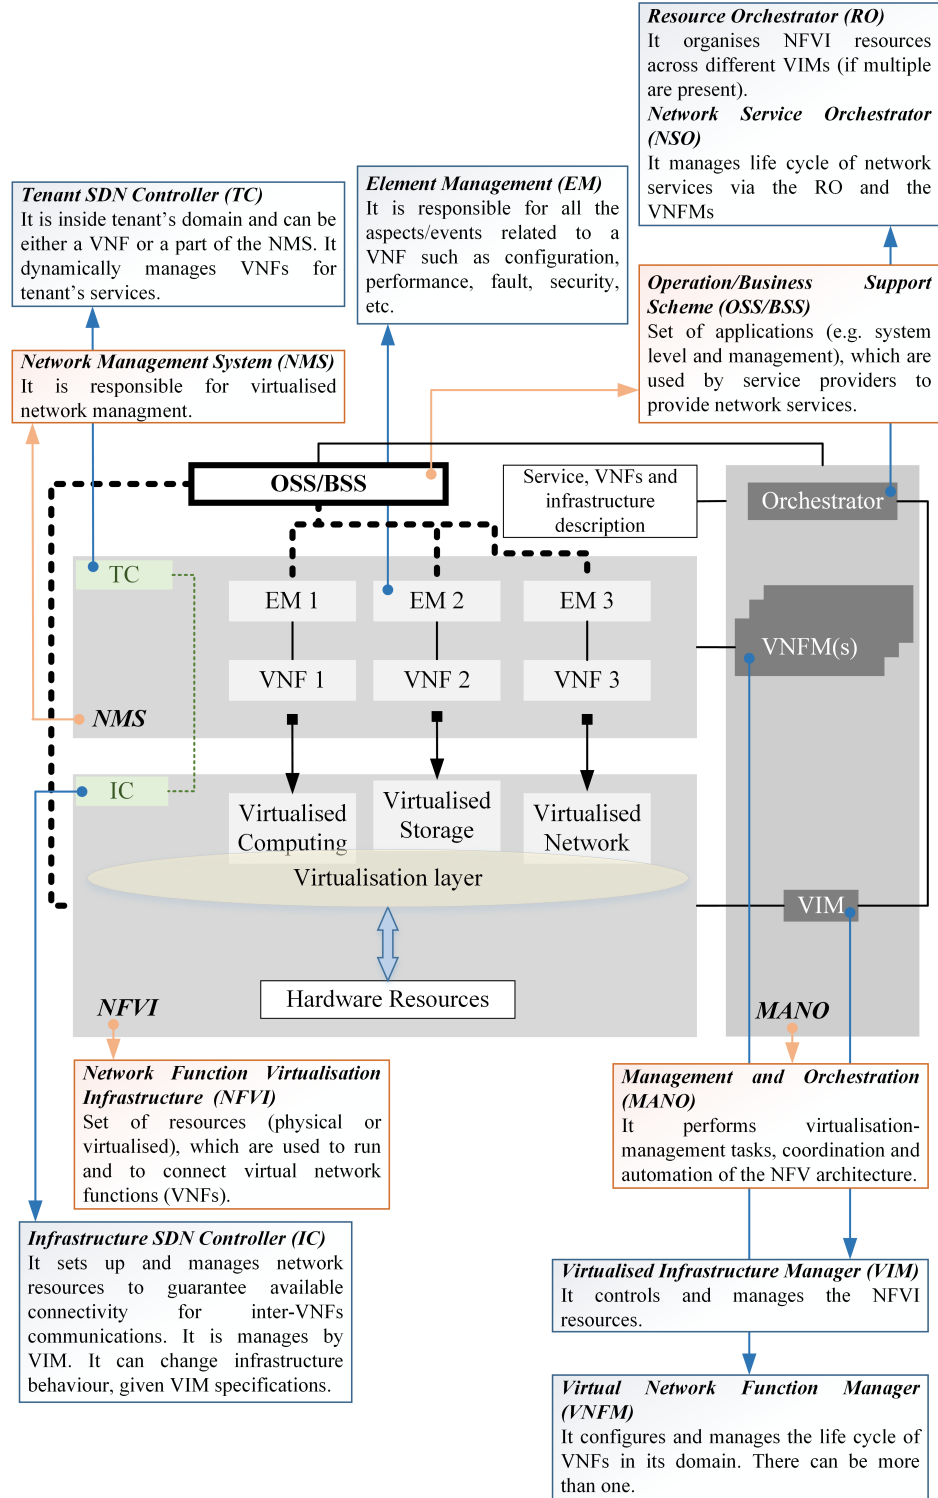 Resource Orchestrator (RO)
It organises NFVI resources
across different VIMs (if multiple
are present).
Network Service Orchestrator
(NSO)
It manages life cycle of network
services via the RO and the
VNFMs
Tenant SDN Controller (TC)
It is inside tenant's domain and can be
either a VNF or a part of the NMS. It
dynamically manages VNFs for
tenant's services.
Element Management (EM)
It is responsible for all the
aspects/events related to a
VNF such as configuration,
performance, fault, security,
etc.
Operation/Business Support
Scheme (OSS/BSS)
Set of applications (e.g. system
level and management), which are
used by service providers to
provide network services.
Network Management System (NMS)
It is responsible for virtualised
network managment.
OSS/BSS
Service, VNFs and
infrastructure
description
Orchestrator
TC
EM 1
EM 2
EM 3
VNFM(s)
VNF 1
VNF 2
VNF 3
NMS
IC
Virtualised
Computing
Virtualised
Storage
Virtualised
Network
Virtualisation layer
VIM
Hardware Resources
NFVI
MANO
Network Function Virtualisation
Infrastructure (NFVI)
Set of resources (physical or
virtualised), which are used to run
and to connect virtual network
functions (VNFs).
Management and Orchestration
(MANO)
It performs virtualisation-
management tasks, coordination and
automation of the NFV architecture.
Infrastructure SDN Controller (IC)
It sets up and manages network
resources to guarantee available
connectivity for inter-VNFs
communications. It is manages by
VIM. It can change infrastructure
behaviour, given VIM specifications.
Virtualised Infrastructure Manager (VIM)
It controls and manages the NFVI
resources.
Virtual Network Function Manager
(VNFM)
It configures and manages the life cycle of
VNFs in its domain. There can be more
than one.